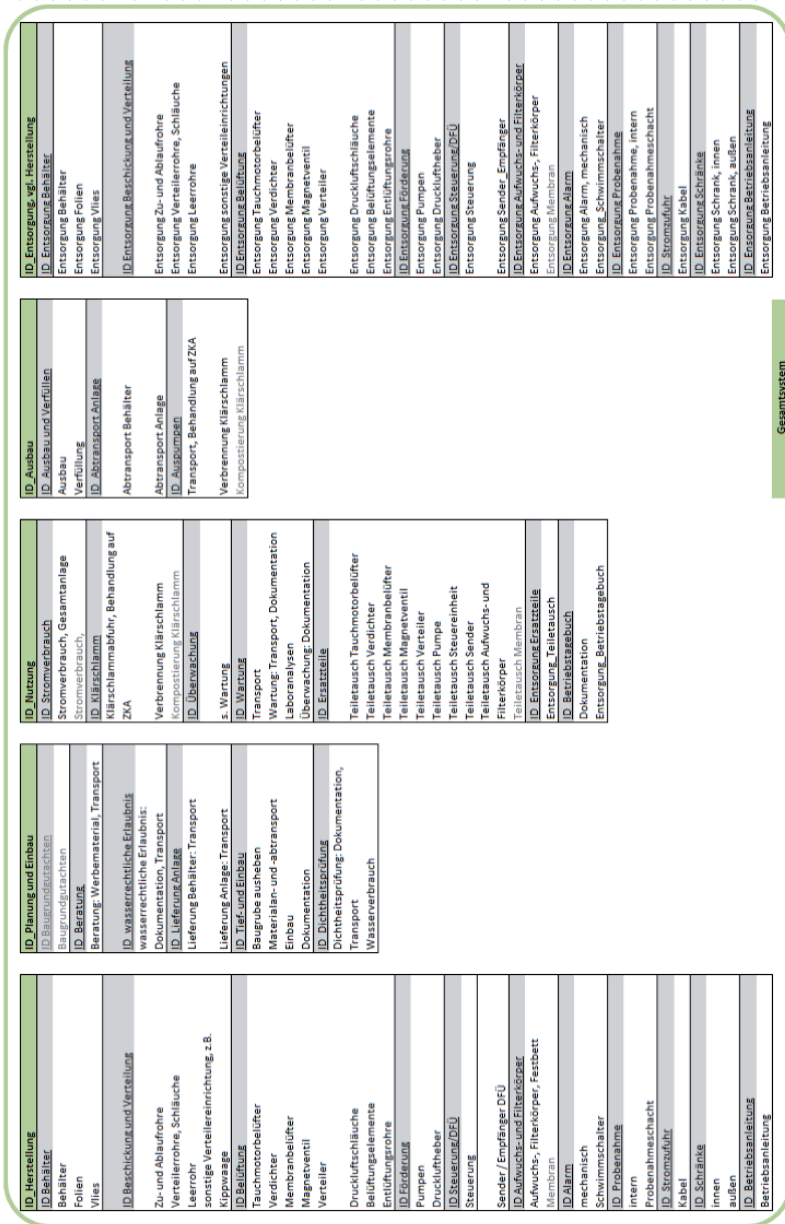 ID_Herstellung
ID Behälter
Behälter
Folien
Vlies
ID Beschickung und Verteilung
Zu- und Ablaufrohre
Verteilerrohre, Schläuche
Leerrohr
sonstige Verteilereinrichtung, z.B.
Kippwaage
ID Belüftung
Tauchmotorbelüfter
Verdichter
Membranbelüfter
Magnetventil
Verteiler
Druckluftschläuche
Belüftungselemente
Entlüftungsrohre
ID Förderung
Pumpen
Druckluftheber
ID Steuerung/DFÜ
Steuerung
Sender / Empfänger DFÜ
ID Aufwuchs- und Filterkörper
Aufwuchs-, Filterkörper, Festbett
Membran
ID Alarm
mechanisch
Schwimmschalter
ID Probenahme
intern
Probenahmeschacht
ID Stromzufuhr
Kabel
ID Schränke
innen
außen
ID Betriebsanleitung
Betriebsanleitung
ID_Planung und Einbau
ID Baugrundgutachten
Baugrundgutachten
ID Beratung
Beratung: Werbematerial, Transport
ID wasserrechtliche Erlaubnis
wasserrechtliche Erlaubnis:
Dokumentation, Transport
ID Lieferung Anlage
Lieferung Behälter: Transport
Lieferung Anlage: Transport
ID Tief- und Einbau
Baugrube ausheben
Materialan- und -abtransport
Einbau
Dokumentation
ID Dichtheitsprüfung
Dichtheitsprüfung: Dokumentation,
Transport
Wasserverbrauch
ID_Nutzung
ID Stromverbrauch
Stromverbrauch, Gesamtanlage
Stromverbrauch,
ID Klärschlamm
Klärschlammabfuhr, Behandlung auf
ZKA
Verbrennung Klärschlamm
Kompostierung Klärschlamm
ID Überwachung
s. Wartung
ID Wartung
Transport
Wartung: Transport, Dokumentation
Laboranalysen
Überwachung: Dokumentation
ID Ersatzteile
Teiletausch Tauchmotorbelüfter
Teiletausch Verdichter
Teiletausch Membranbelüfter
Teiletausch Magnetventil
Teiletausch Verteiler
Teiletausch Pumpe
Teiletausch Steuereinheit
Teiletausch Sender
Teiletausch Aufwuchs- und
Filterkörper
Teiletausch Membran
ID Entsorgung Ersatzteile
Entsorgung_Teiletausch
ID Betriebstagebuch
Dokumentation
Entsorgung_Betriebstagebuch
ID_Ausbau
ID Ausbau und Verfüllen
Ausbau
Verfüllung
ID Abtransport Anlage
Abtransport Behälter
Abtransport Anlage
ID Auspumpen
Transport, Behandlung auf ZKA
Verbrennung Klärschlamm
Kompostierung Klärschlamm
ID_Entsorgung, vgl. Herstellung
ID Entsorgung Behälter
Entsorgung Behälter
Entsorgung Folien
Entsorgung Vlies
ID Entsorgung Beschickung und Verteilung
Entsorgung Zu- und Ablaufrohre
Entsorgung Verteilerrohre, Schläuche
Entsorgung Leerrohre
Entsorgung sonstige Verteileinrichtungen
ID Entsorgung Belüftung
Entsorgung Tauchmotorbelüfter
Entsorgung Verdichter
Entsorgung Membranbelüfter
Entsorgung Magnetventil
Entsorgung Verteiler
Entsorgung Druckluftschläuche
Entsorgung Belüftungselemente
Entsorgung Entlüftungsrohre
ID Entsorgung Förderung
Entsorgung Pumpen
Entsorgung Druckluftheber
ID Entsorgung Steuerung/DFÜ
Entsorgung Steuerung
Entsorgung Sender_Empfänger
ID Entsorgung Aufwuchs- und Filterkörper
Entsorgung Aufwuchs-, Filterkörper
Entsorgung Membran
ID Entsorgung Alarm
Entsorgung Alarm, mechanisch
Entsorgung_Schwimmschalter
ID Entsorgung Probenahme
Entsorgung Probenahme, intern
Entsorgung Probenahmeschacht
ID Stromzufuhr
Entsorgung Kabel
ID Entsorgung Schränke
Entsorgung Schrank, innen
Entsorgung Schrank, außen
ID Ensorgung Betriebsanleitung
Entsorgung Betriebsanleitung
Gesamtsystem